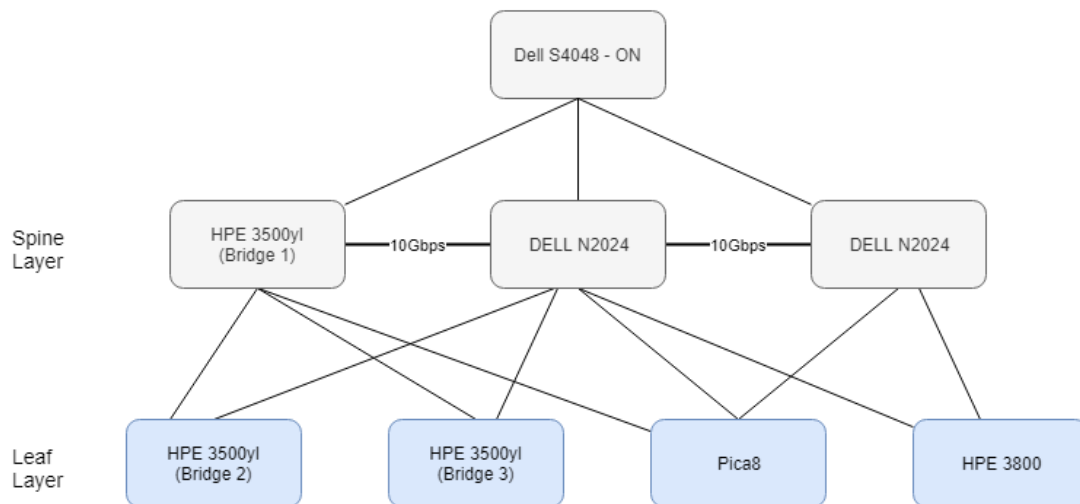 Dell S4048 - ON
Spine
Layer
HPE 3500yl
(Bridge 1)
10Gbps
DELL N2024
10Gbps
DELL N2024
Leaf
Layer
HPE 3500yl
(Bridge 2)
HPE 3500yl
(Bridge 3)
Pica8
HPE 3800